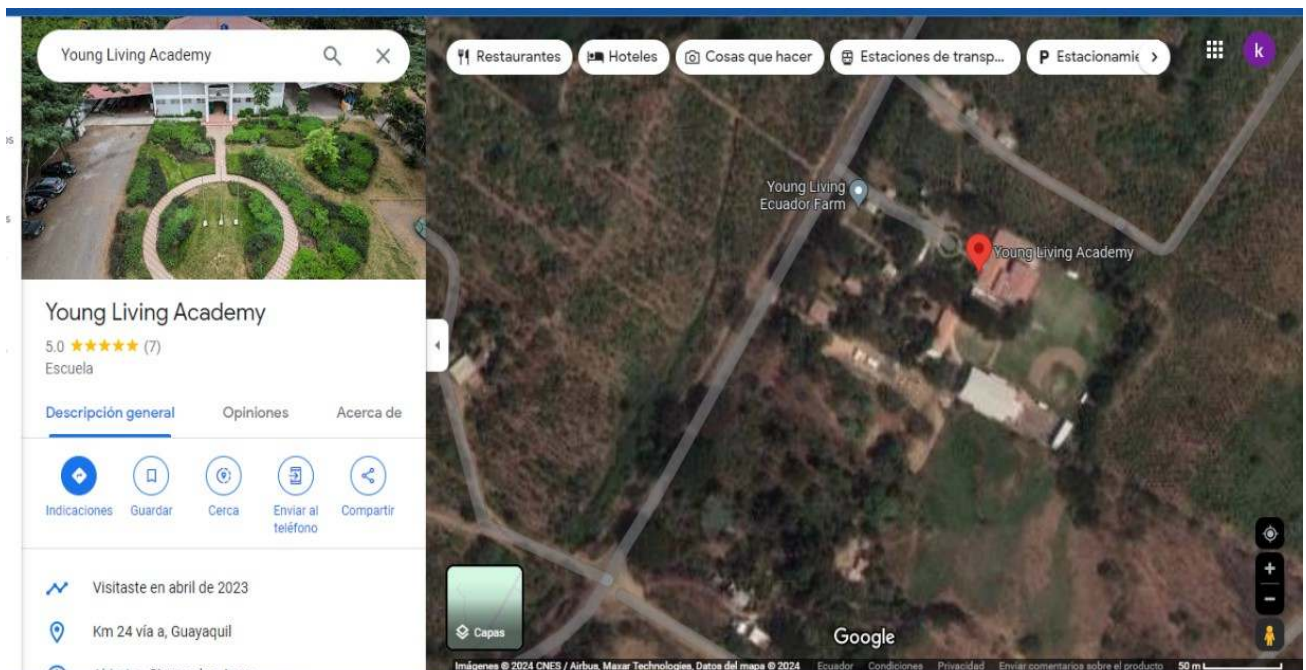 Young Living Academy
Restaurantes
Hoteles
Cosas que hacer
Estaciones de transp...
P Estacionamie
k
Young Living Academy
5.0 ★★★★★ (7)
Escuela
Descripción general Opiniones Acerca de
Indicaciones
Guardar
Cerca
Enviar al
teléfono
Compartir
Visitaste en abril de 2023
Km 24 vía a, Guayaquil
Young Living
Ecuador Farm
Young Living Academy
Capas
Google
Imágenes © 2024 CNES / Airbus, Maxar Technologies, Datos del mapa © 2024 Ecuador Condiciones Privacidad Enviar comentarios sobre el producto 50 m